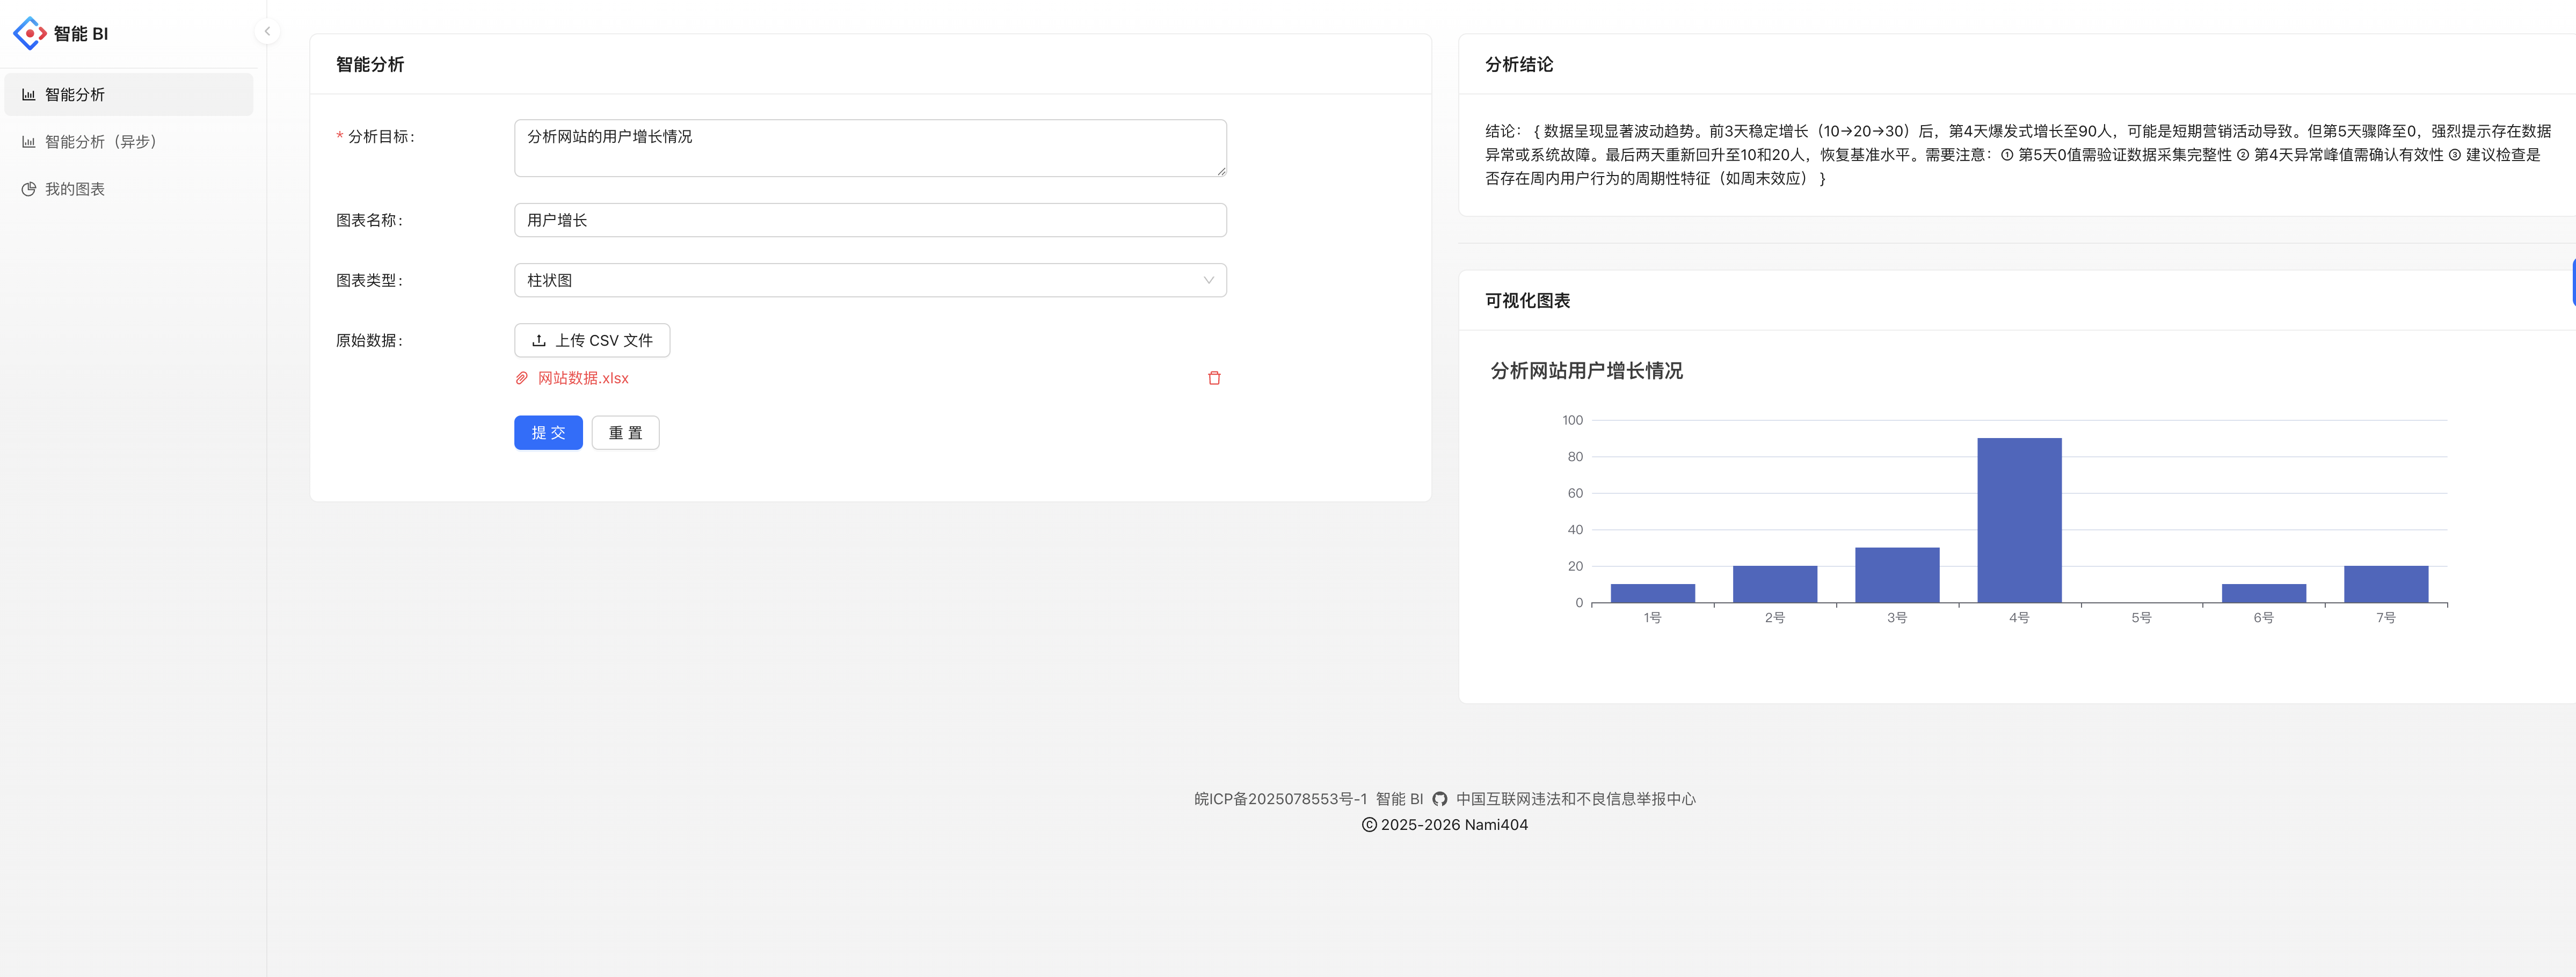 智能 BI
智能分析
智能分析（异步）
我的图表
智能分析
* 分析目标：
分析网站的用户增长情况
图表名称：
用户增长
图表类型：
柱状图
原始数据：
上传 CSV 文件
网站数据.xlsx
提 交
重 置
分析结论
结论： { 数据呈现显著波动趋势。前3天稳定增长（10→20→30）后，第4天爆发式增长至90人，可能是短期营销活动导致。但第5天骤降至0，强烈提示存在数据
异常或系统故障。最后两天重新回升至10和20人，恢复基准水平。需要注意：① 第5天0值需验证数据采集完整性 ② 第4天异常峰值需确认有效性 ③ 建议检查是
否存在周内用户行为的周期性特征（如周末效应） }
可视化图表
分析网站用户增长情况
100
80
60
40
20
0
1号 2号 3号 4号 5号 6号 7号
皖ICP备2025078553号-1 智能 BI 中国互联网违法和不良信息举报中心
© 2025-2026 Nami404